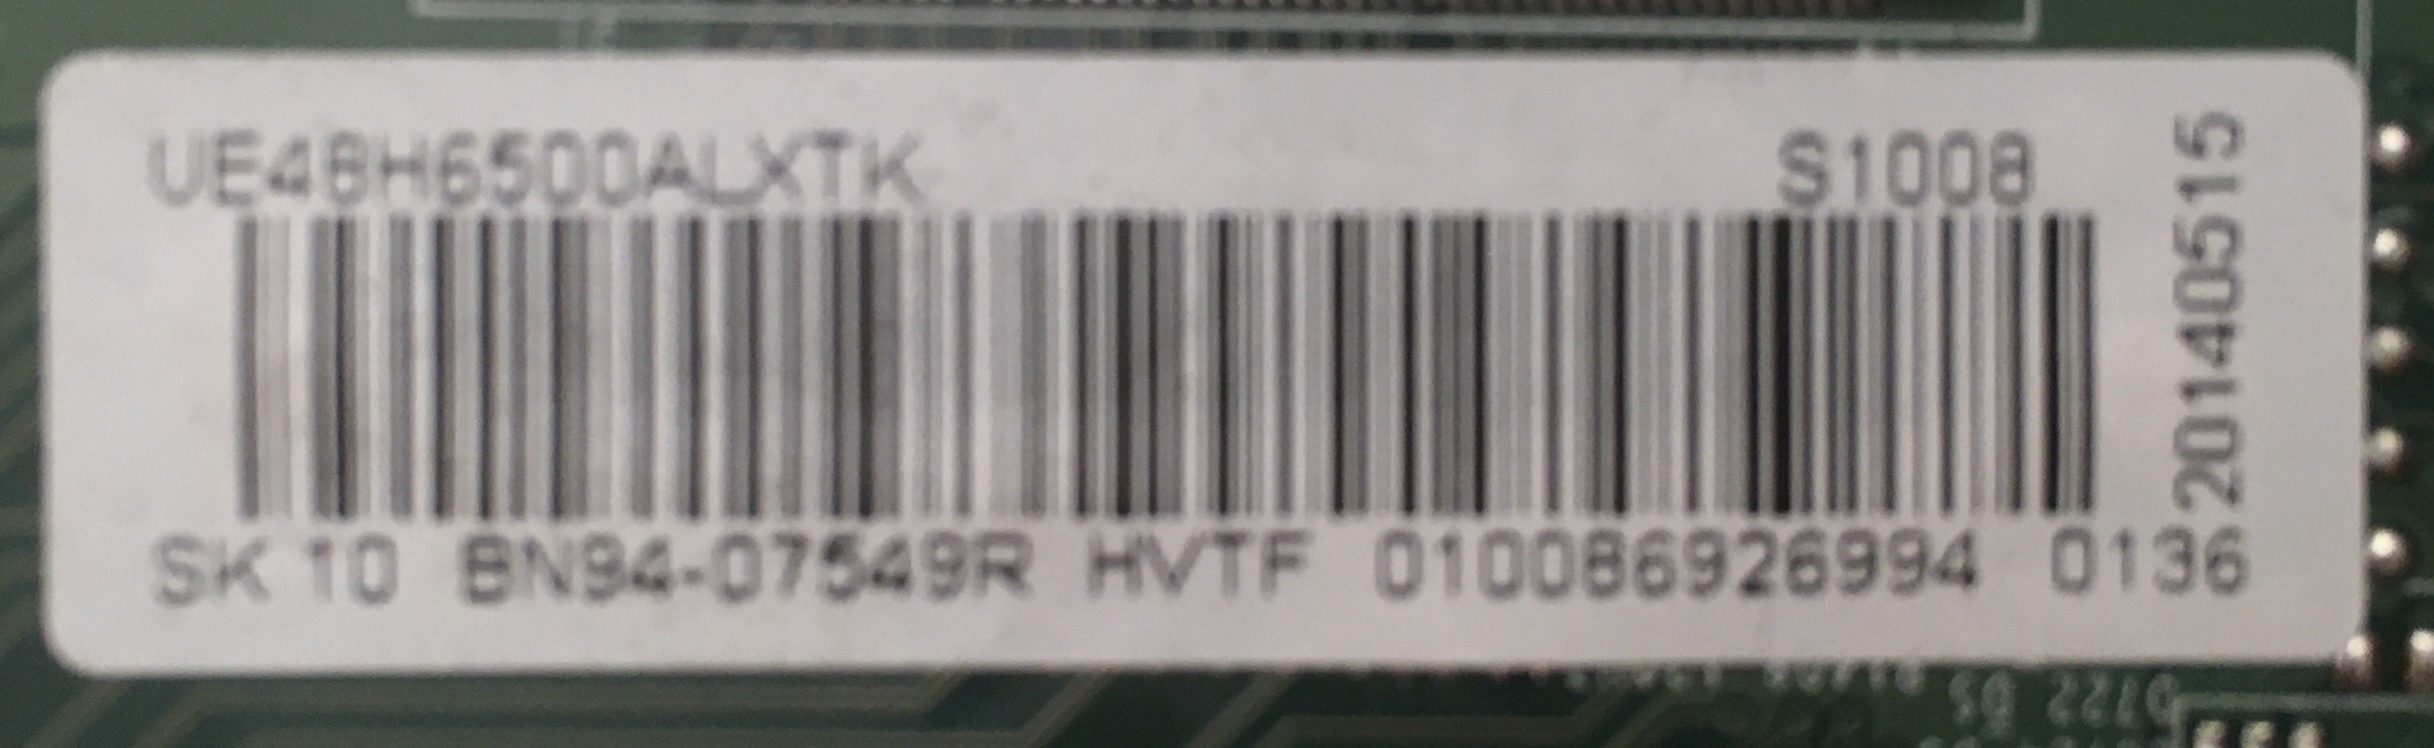 UE48H6500ALXTK S1008
20140515
SK 10 BN94-07549R HVTF 010086926994 0136